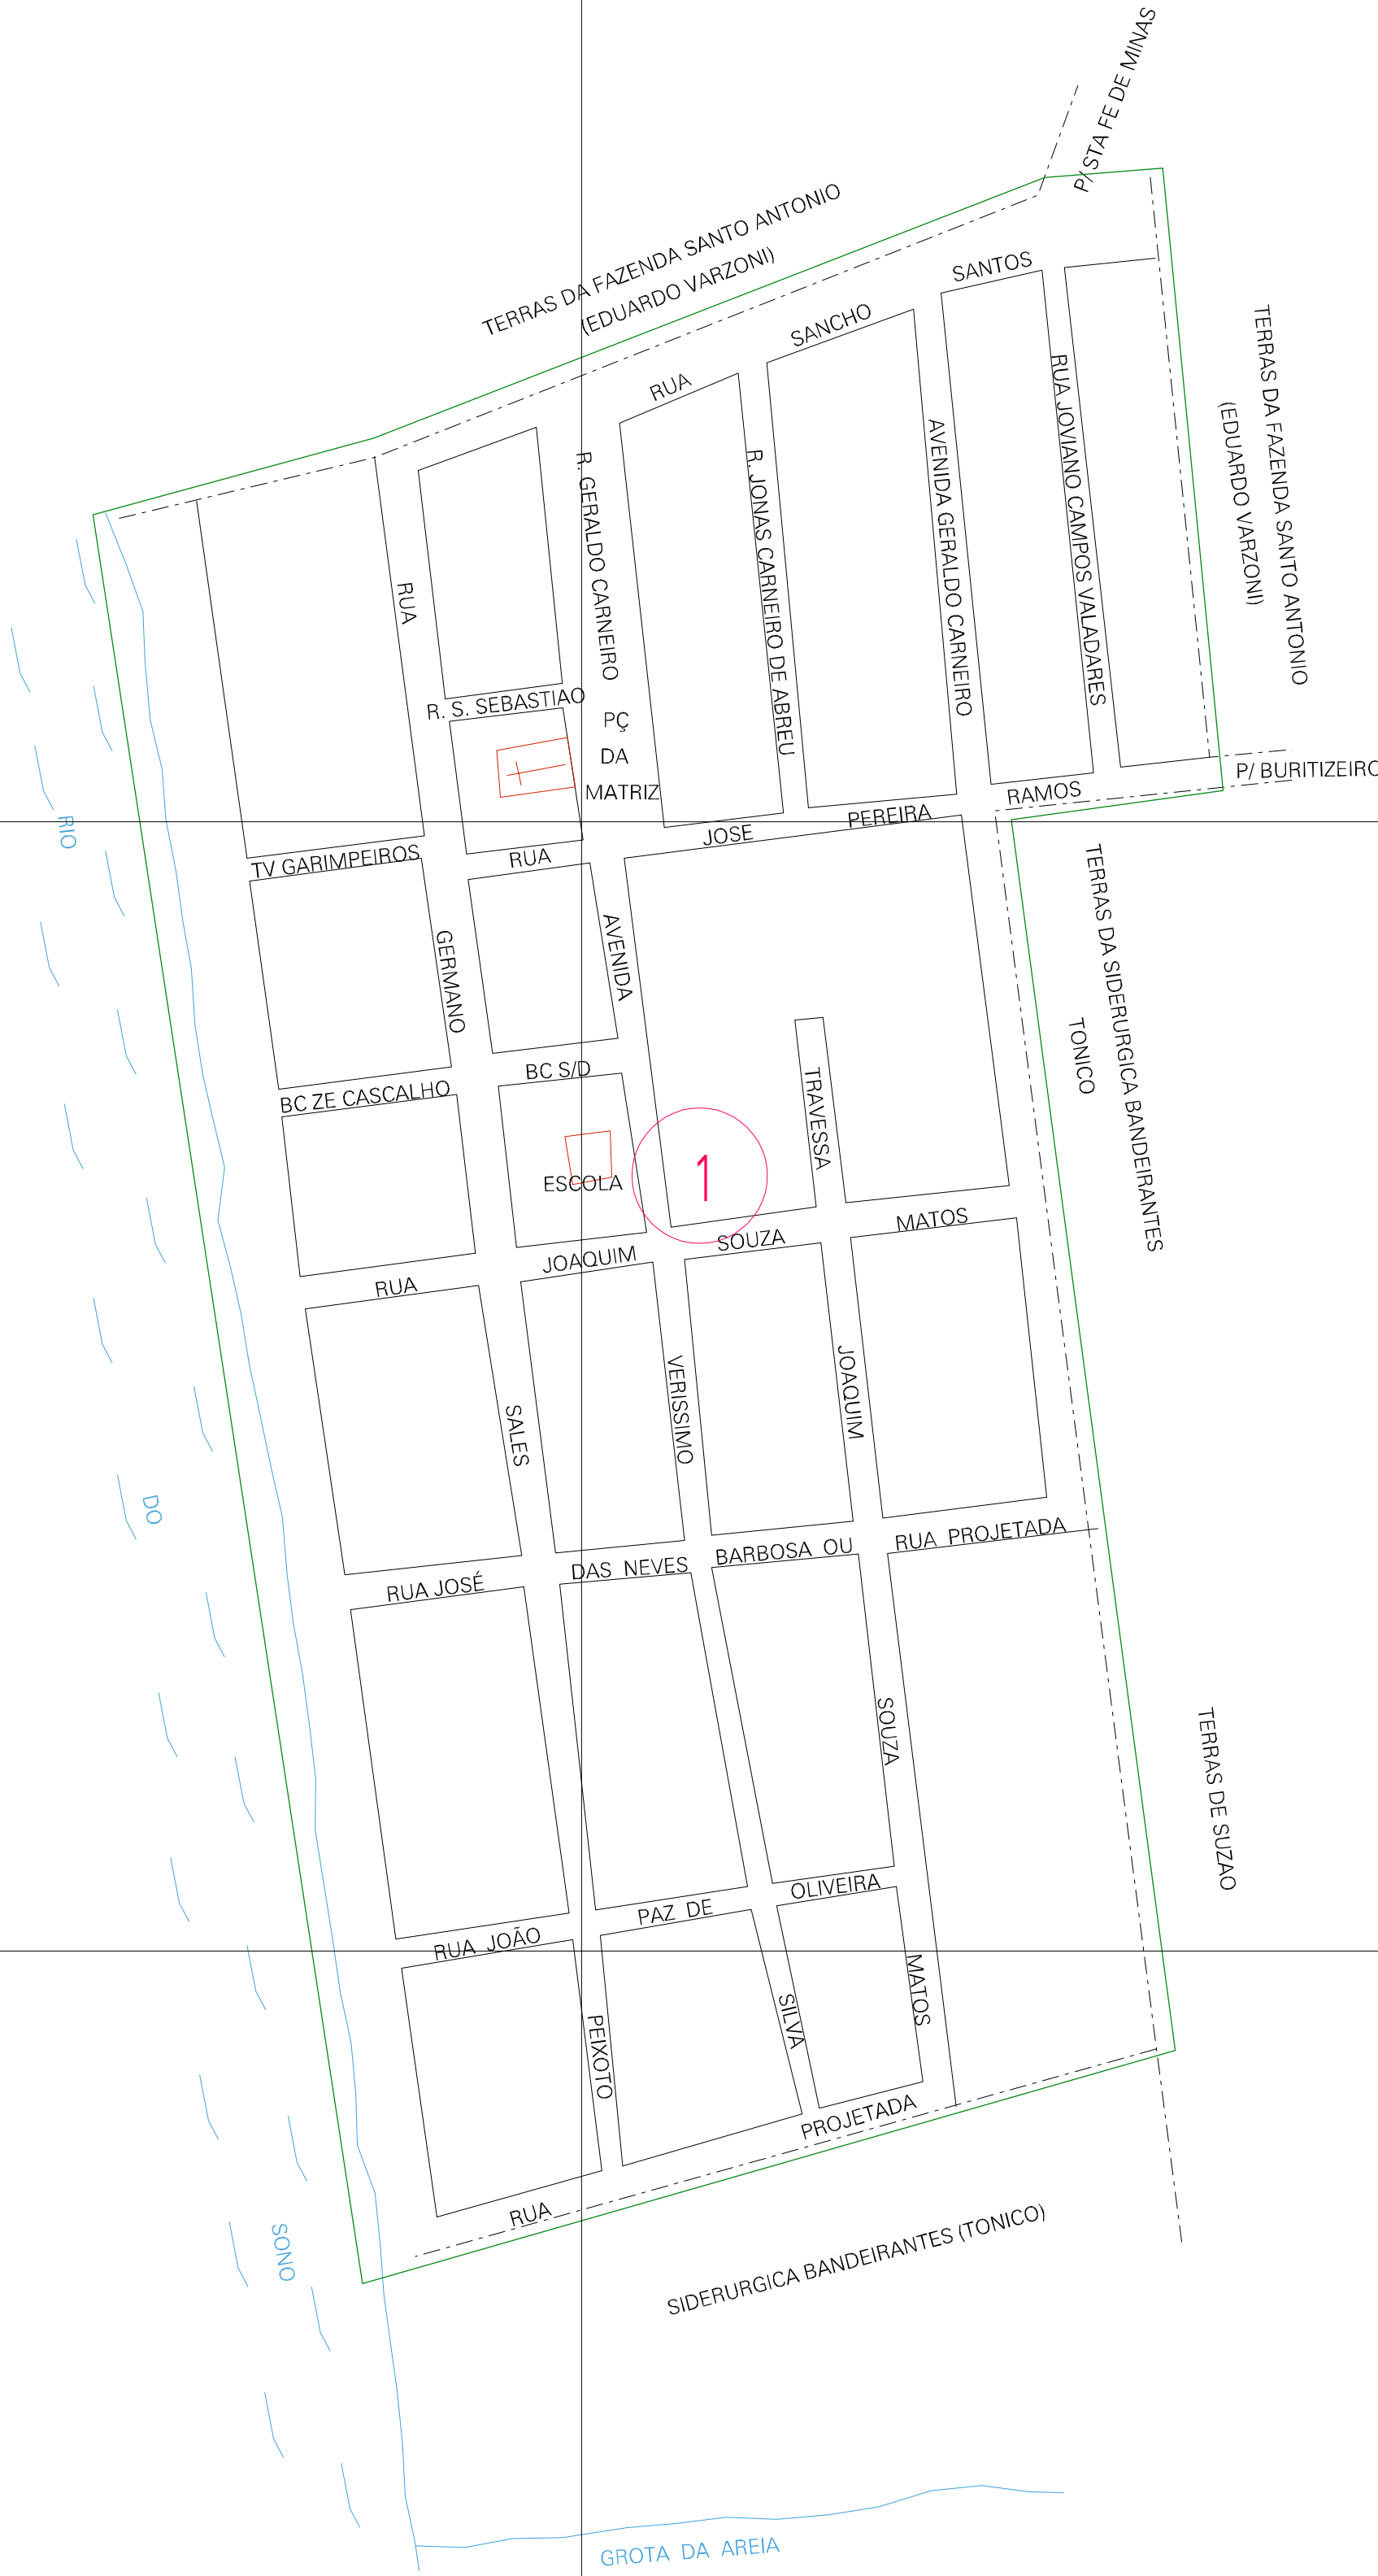 P/ STA FE DE MINAS
TERRAS DA FAZENDA SANTO ANTONIO
(EDUARDO VARZONI)
SANTOS
SANCHO
RUA
TERRAS DA FAZENDA SANTO ANTONIO
(EDUARDO VARZONI)
RUA JOVIANO CAMPOS VALADARES
AVENIDA GERALDO CARNEIRO
R. JONAS CARNEIRO DE ABREU
R. GERALDO CARNEIRO
RUA
R. S. SEBASTIAO
PÇ
DA
MATRIZ
P/ BURITIZEIRO
RAMOS
PEREIRA
JOSE
RUA
TV GARIMPEIROS
RIO
TERRAS DA SIDERURGICA BANDEIRANTES
TONICO
AVENIDA
GERMANO
BC S/D
BC ZE CASCALHO
TRAVESSA
1
ESCOLA
MATOS
SOUZA
JOAQUIM
RUA
JOAQUIM
VERISSIMO
SALES
DO
RUA PROJETADA
BARBOSA OU
DAS NEVES
RUA JOSÉ
SOUZA
TERRAS DE SUZAO
OLIVEIRA
PAZ DE
RUA JOÃO
MATOS
SILVA
PEIXOTO
PROJETADA
RUA
SONO
SIDERURGICA BANDEIRANTES (TONICO)
GROTA DA AREIA